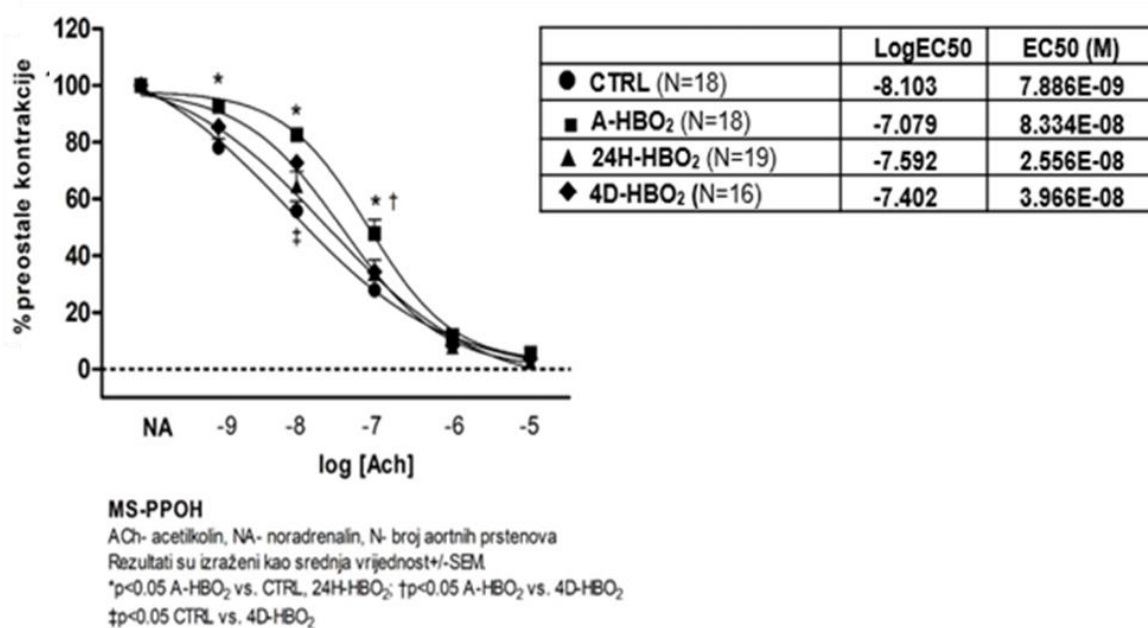 120
100
80
60
40
20
0
% preostale kontrakcije
* * * † ‡
NA -9 -8 -7 -6 -5
log [Ach]
LogEC50 EC50 (M)
CTRL (N=18) -8.103 7.886E-09
A-HBO₂ (N=18) -7.079 8.334E-08
24H-HBO₂ (N=19) -7.592 2.556E-08
4D-HBO₂ (N=16) -7.402 3.966E-08
MS-PPOH
ACh- acetilkolin, NA- noradrenalin, N- broj aortnih prstenova
Rezultati su izraženi kao srednja vrijednost+/-SEM.
*p<0.05 A-HBO₂ vs. CTRL, 24H-HBO₂; †p<0.05 A-HBO₂ vs. 4D-HBO₂
‡p<0.05 CTRL vs. 4D-HBO₂